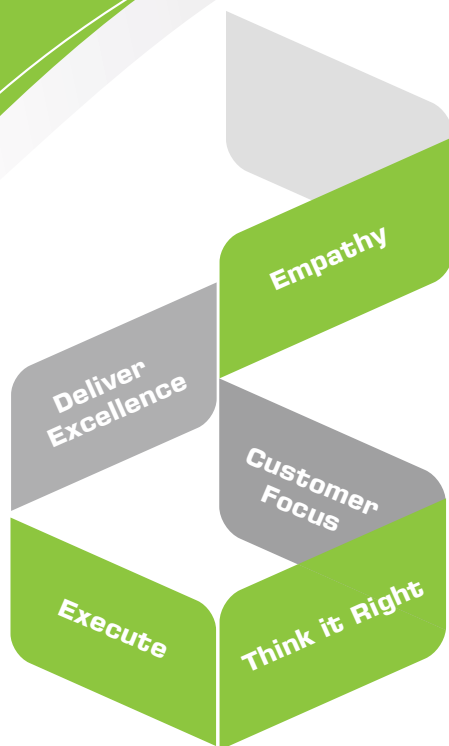 Empathy
Deliver
Excellence
Customer
Focus
Execute
Think it Right